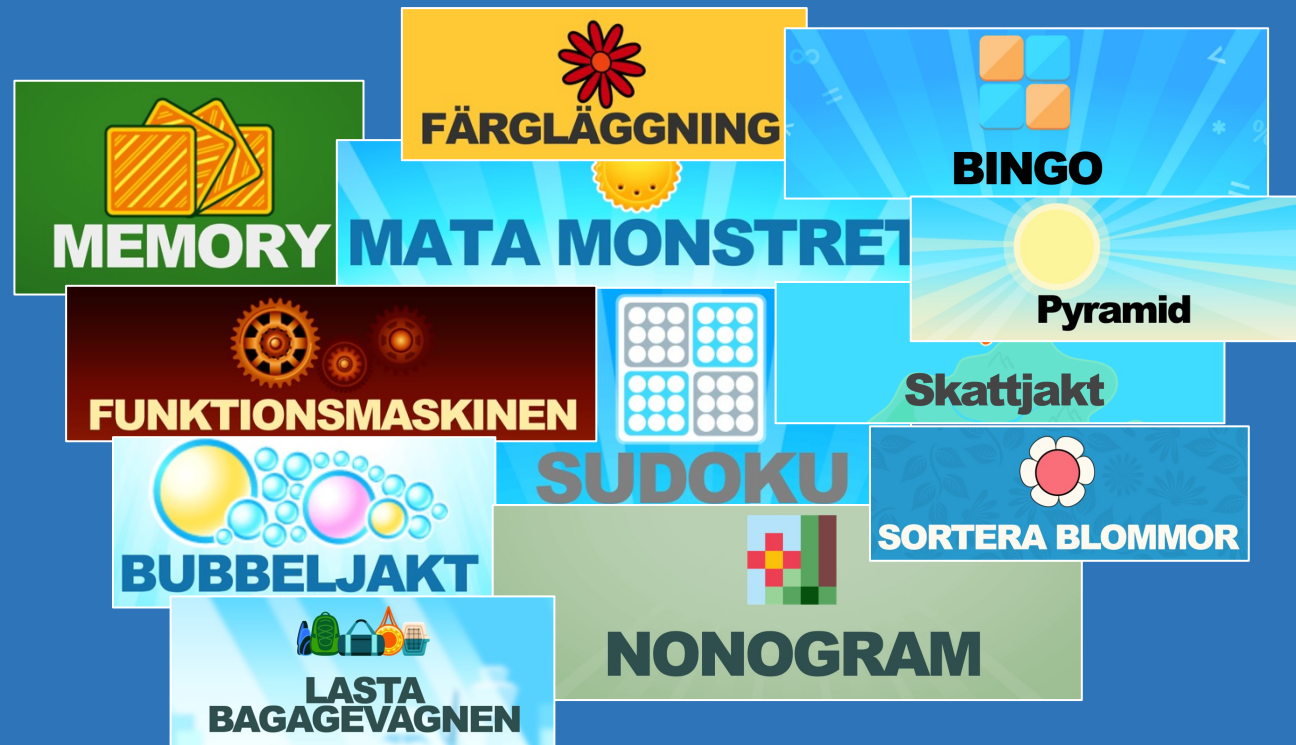 FÄRGLÄGGNING
BINGO
MEMORY
MATA MONSTRET
Pyramid
FUNKTIONSMASKINEN
Skattjakt
SUDOKU
SORTERA BLOMMOR
BUBBELJAKT
NONOGRAM
LASTA
BAGAGEVAGNEN